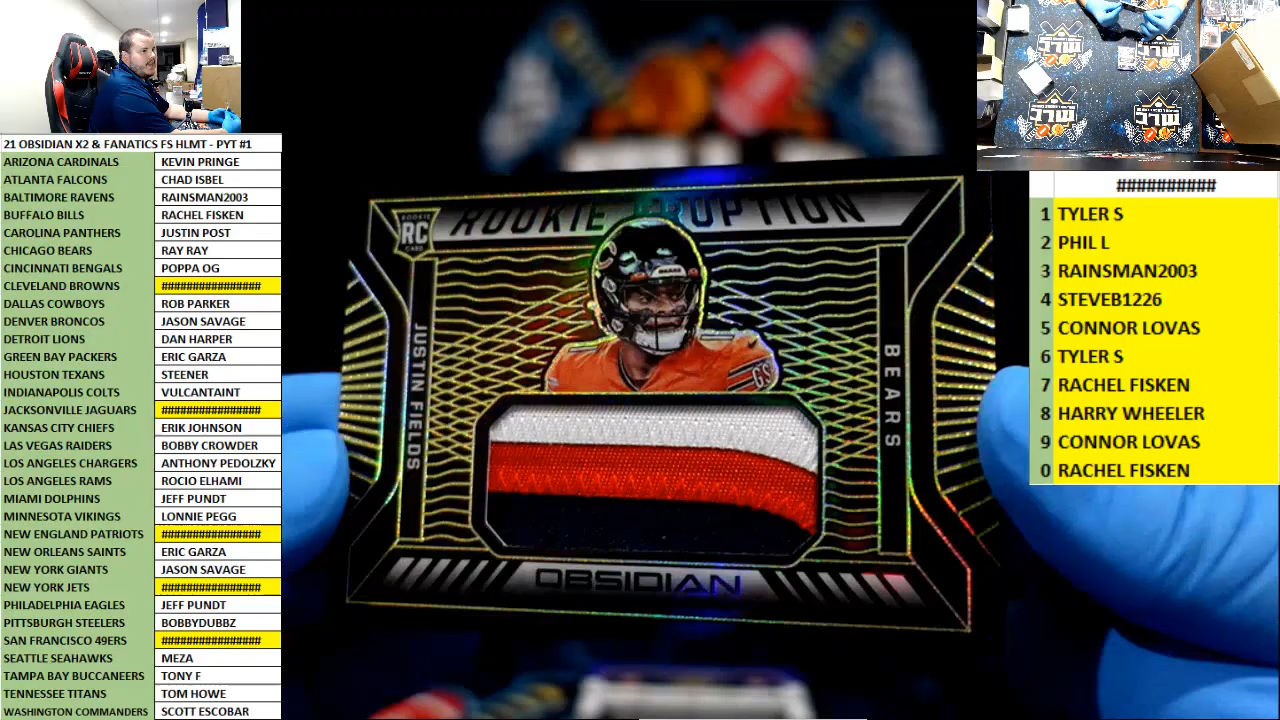 21 OBSIDIAN X2 & FANATICS FS HLMT - PYT #1
ARIZONA CARDINALS KEVIN PRINGE
ATLANTA FALCONS CHAD ISBEL
BALTIMORE RAVENS RAINSMAN2003
BUFFALO BILLS RACHEL FISKEN
CAROLINA PANTHERS JUSTIN POST
CHICAGO BEARS RAY RAY
CINCINNATI BENGALS POPPA OG
CLEVELAND BROWNS ################
DALLAS COWBOYS ROB PARKER
DENVER BRONCOS JASON SAVAGE
DETROIT LIONS DAN HARPER
GREEN BAY PACKERS ERIC GARZA
HOUSTON TEXANS STEENER
INDIANAPOLIS COLTS VULCANTAINT
JACKSONVILLE JAGUARS ################
KANSAS CITY CHIEFS ERIK JOHNSON
LAS VEGAS RAIDERS BOBBY CROWDER
LOS ANGELES CHARGERS ANTHONY PEDOLZKY
LOS ANGELES RAMS ROCIO ELHAMI
MIAMI DOLPHINS JEFF PUNDT
MINNESOTA VIKINGS LONNIE PEGG
NEW ENGLAND PATRIOTS ################
NEW ORLEANS SAINTS ERIC GARZA
NEW YORK GIANTS JASON SAVAGE
NEW YORK JETS ################
PHILADELPHIA EAGLES JEFF PUNDT
PITTSBURGH STEELERS BOBBYDUBBZ
SAN FRANCISCO 49ERS ################
SEATTLE SEAHAWKS MEZA
TAMPA BAY BUCCANEERS TONY F
TENNESSEE TITANS TOM HOWE
WASHINGTON COMMANDERS SCOTT ESCOBAR
ROOKIE ERUPTION
ROOKIE
RC
CARD
JUSTIN FIELDS
BEARS
GSH
OBSIDIAN
##########
1 TYLER S
2 PHIL L
3 RAINSMAN2003
4 STEVEB1226
5 CONNOR LOVAS
6 TYLER S
7 RACHEL FISKEN
8 HARRY WHEELER
9 CONNOR LOVAS
0 RACHEL FISKEN